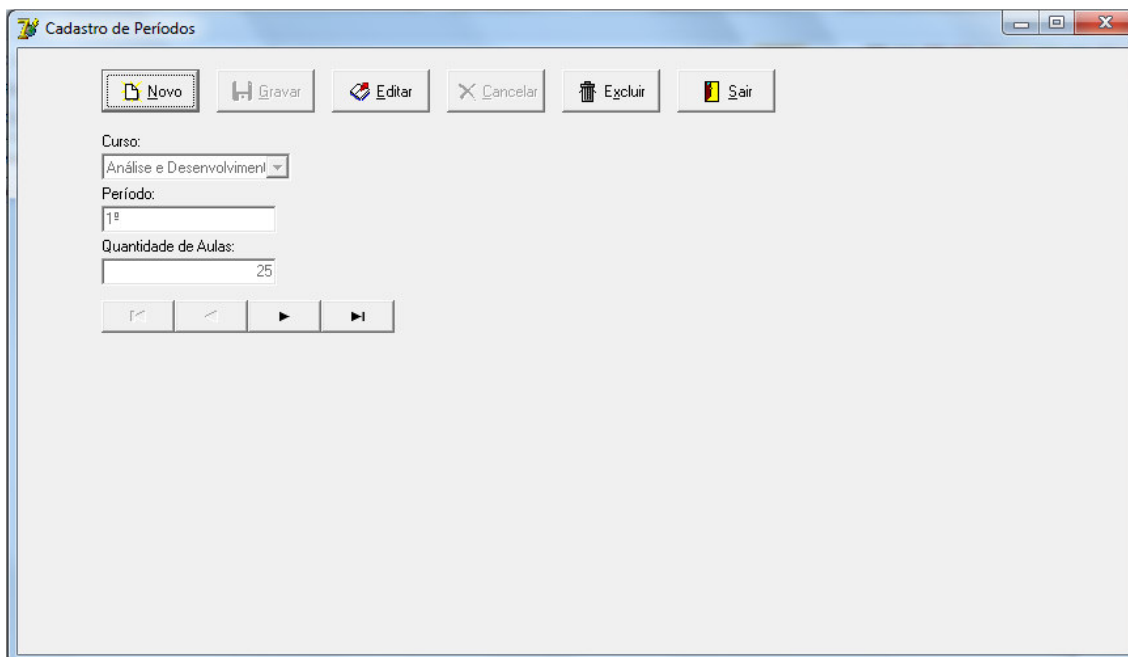 Cadastro de Períodos
Novo Gravar Editar Cancelar Excluir Sair
Curso:
Análise e Desenvolviment
Período:
1º
Quantidade de Aulas:
25